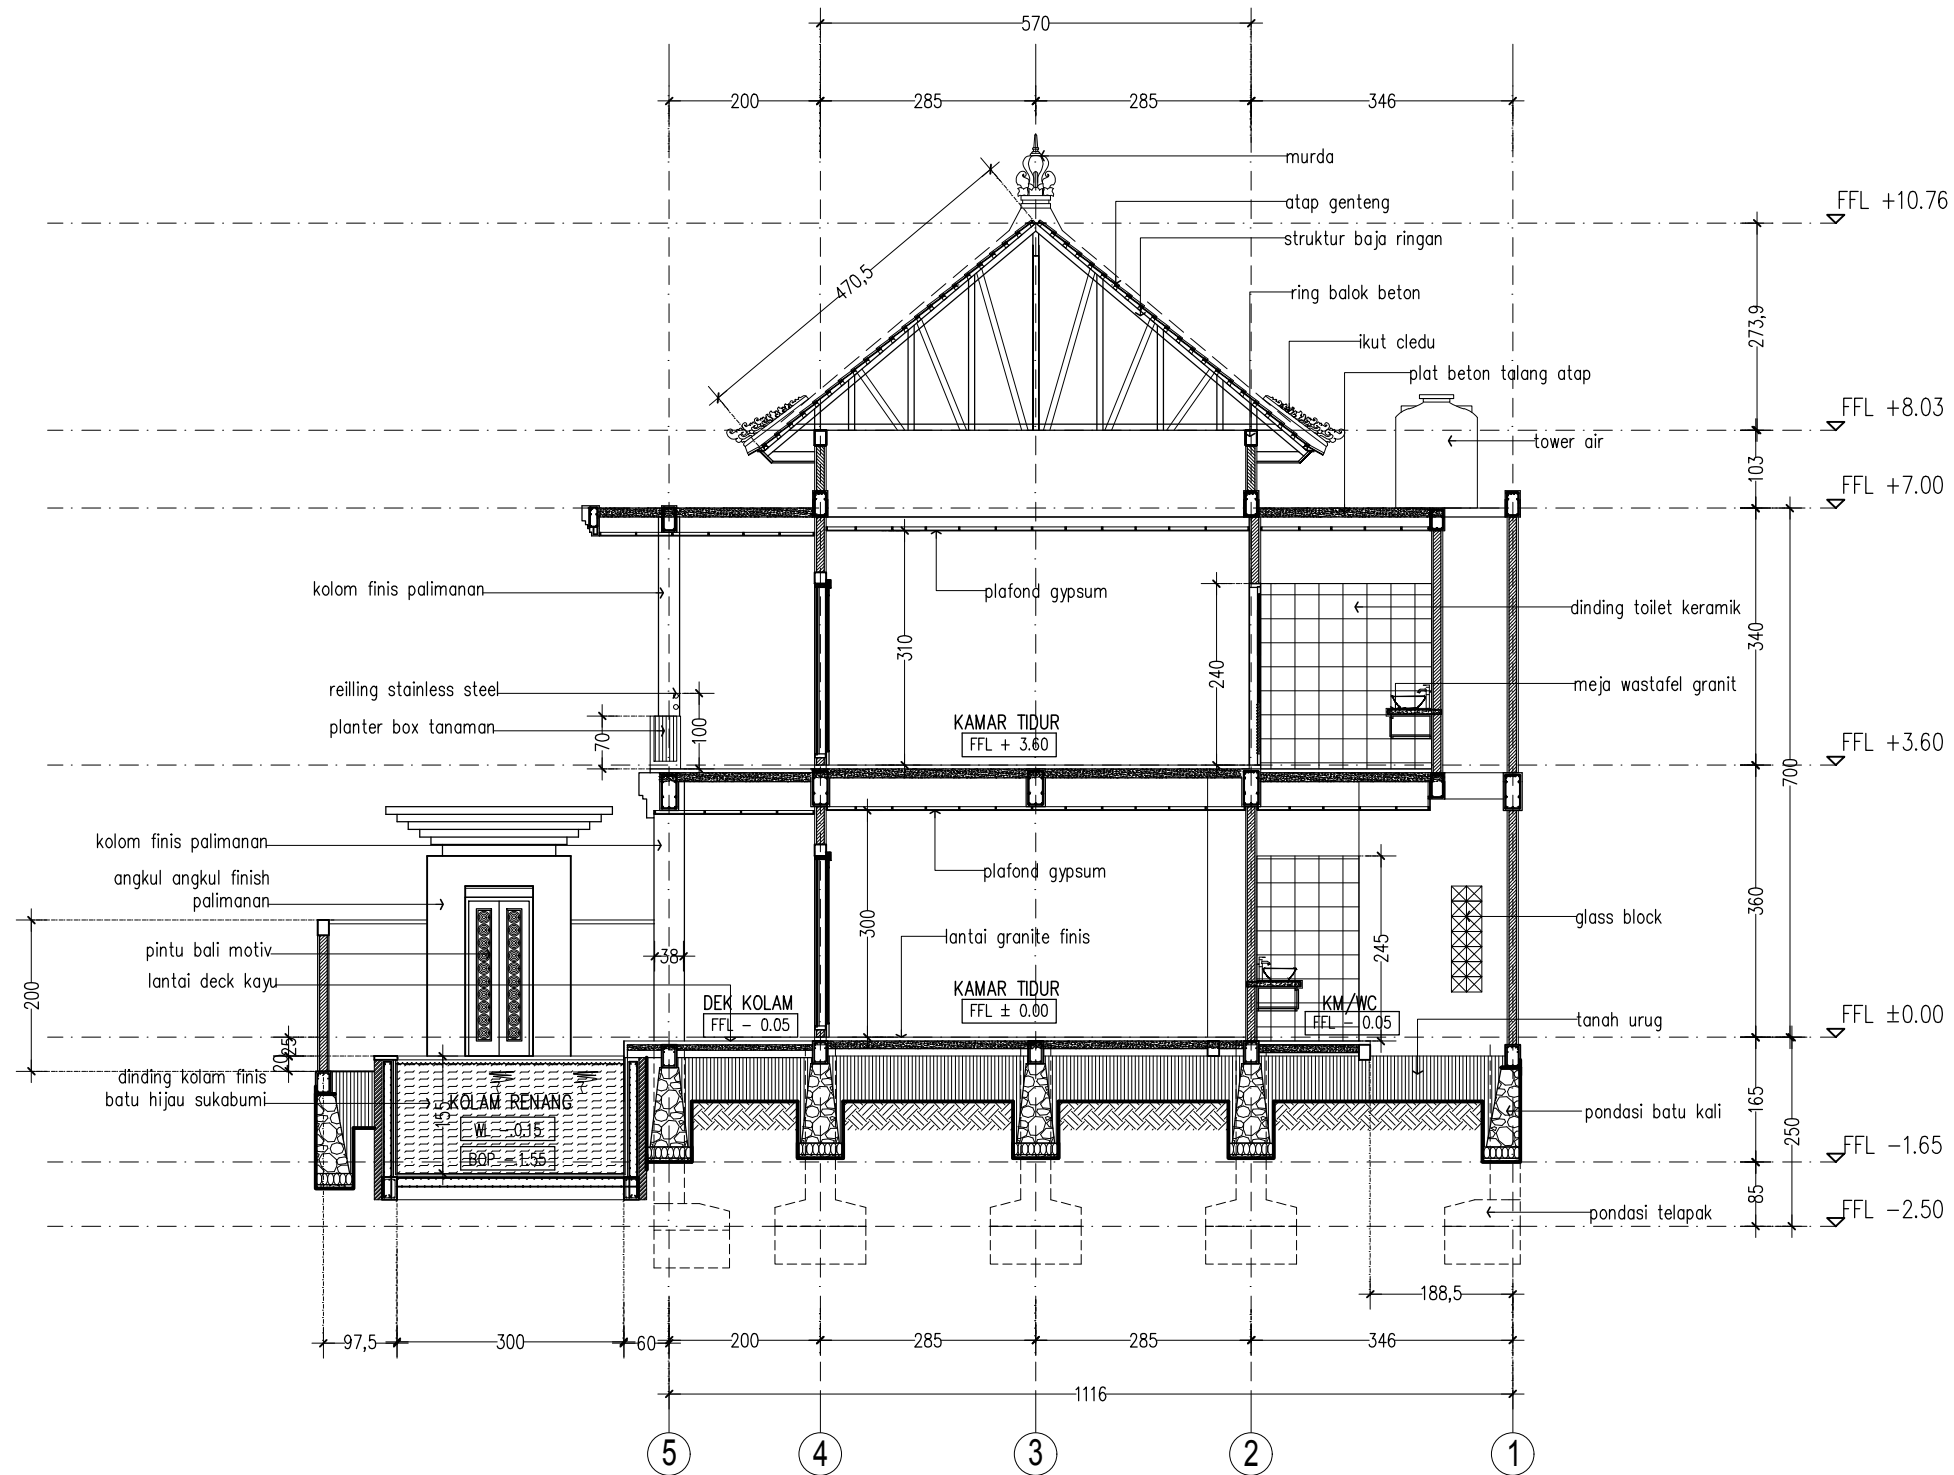 570
200
285
285
346
murda
FFL +10.76
atap genteng
struktur baja ringan
470,5
ring balok beton
273,9
ikut cledu
plat beton talang atap
FFL +8.03
tower air
103
FFL +7.00
kolom finis palimanan
plafond gypsum
dinding toilet keramik
310
240
340
reilling stainless steel
meja wastafel granit
planter box tanaman
70
100
KAMAR TIDUR
FFL + 3.60
FFL +3.60
700
kolom finis palimanan
angkul angkul finish
palimanan
plafond gypsum
360
glass block
300
lantai granite finis
245
pintu bali motiv
38
lantai deck kayu
200
DEK KOLAM
FFL - 0.05
KAMAR TIDUR
FFL ± 0.00
KM/WC
FFL - 0.05
FFL ±0.00
tanah urug
25
20
dinding kolam finis
batu hijau sukabumi
KOLAM RENANG
155
WL -0.15
BOP -1.55
pondasi batu kali
165
250
FFL -1.65
85
pondasi telapak
FFL -2.50
188,5
97,5
300
60
200
285
285
346
1116
5
4
3
2
1